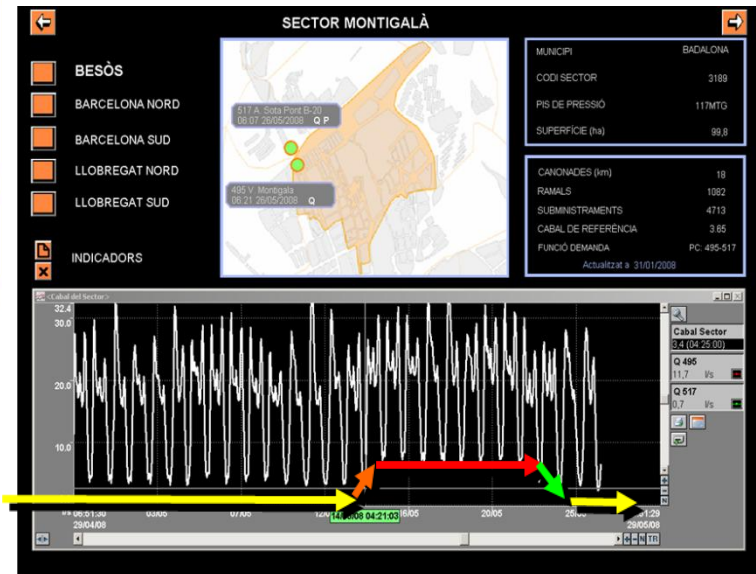 SECTOR MONTIGALÀ
BESÒS
BARCELONA NORD
BARCELONA SUD
LLOBREGAT NORD
LLOBREGAT SUD
INDICADORS
517 A. Sota Pont B-20
06:07 26/05/2008 Q P
495 V. Montigala
06:21 26/05/2008 Q
MUNICIPI BADALONA
CODI SECTOR 3189
PIS DE PRESSIÓ 117MTG
SUPERFÍCIE (ha) 99,8
CANONADES (km) 18
RAMALS 1082
SUBMINISTRAMENTS 4713
CABAL DE REFERÈNCIA 3.65
FUNCIÓ DEMANDA PC: 495-517
Actualitzat a 31/01/2008
<Cabal del Sector>
32.4
30.0
20.0
10.0
Cabal Sector
3,4 (04:25:00)
Q 495
11,7 l/s
Q 517
0,7 l/s
06:51:30 03/05 07/05 04:21:03 16/05 20/05
29/04/08 29/05/08
N TR